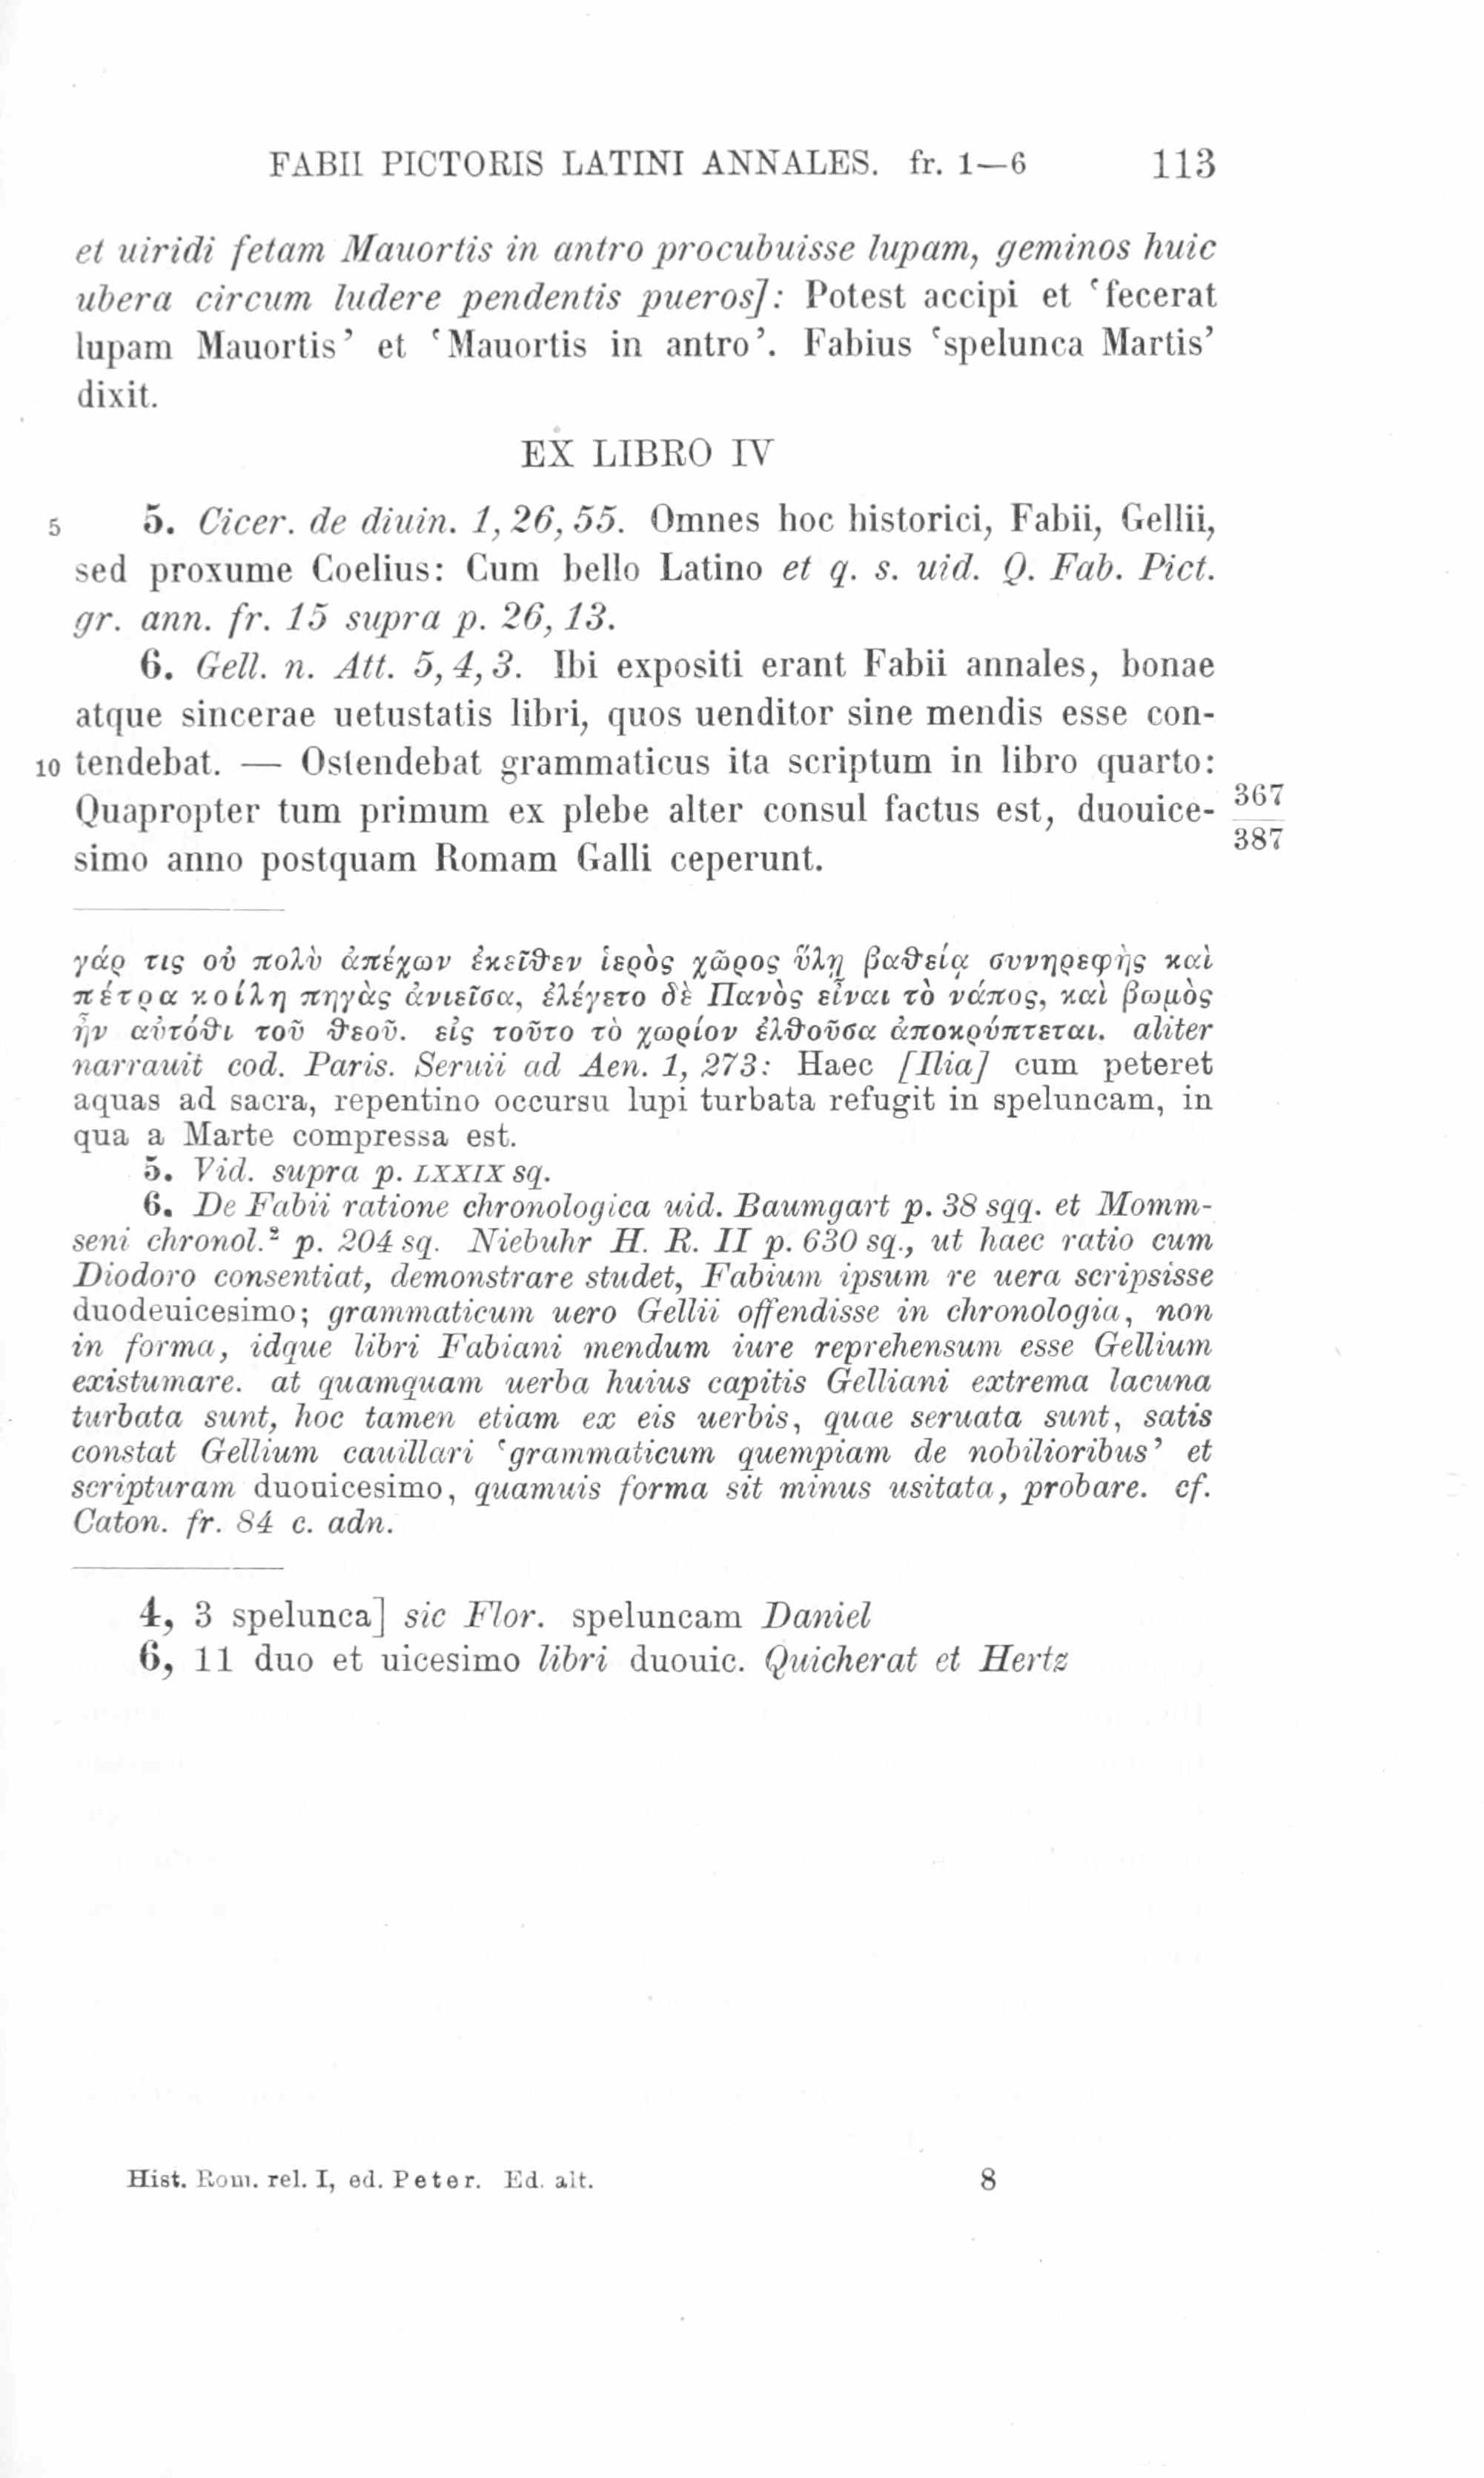 FABII PICTORIS LATINI ANNALES. fr. 1—6 113
et uiridi fetam Mauortis in antro procubuisse lupam, geminos huic
ubera circum ludere pendentis pueros]: Potest accipi et ‘fecerat
lupam Mauortis’ et ‘Mauortis in antro’. Fabius ‘spelunca Martis’
dixit.
EX LIBRO IV
5 5. Cicer. de diuin. 1, 26, 55. Omnes hoc historici, Fabii, Gellii,
sed proxume Coelius: Cum bello Latino et q. s. uid. Q. Fab. Pict.
gr. ann. fr. 15 supra p. 26, 13.
6. Gell. n. Att. 5, 4, 3. Ibi expositi erant Fabii annales, bonae
atque sincerae uetustatis libri, quos uenditor sine mendis esse con-
10 tendebat. — Ostendebat grammaticus ita scriptum in libro quarto:
Quapropter tum primum ex plebe alter consul factus est, duouice- 367
387
simo anno postquam Romam Galli ceperunt.
γάρ τις οὐ πολὺ ἀπέχων ἐκεῖθεν ἱερὸς χῶρος ὕλῃ βαθείᾳ συνηρεφὴς καὶ
πέτρα κοίλη πηγὰς ἀνιεῖσα, ἐλέγετο δὲ Πανὸς εἶναι τὸ νάπος, καὶ βωμὸς
ἦν αὐτόθι τοῦ θεοῦ. εἰς τοῦτο τὸ χωρίον ἐλθοῦσα ἀποκρύπτεται. aliter
narrauit cod. Paris. Seruii ad Aen. 1, 273: Haec [Ilia] cum peteret
aquas ad sacra, repentino occursu lupi turbata refugit in speluncam, in
qua a Marte compressa est.
5. Vid. supra p. LXXIX sq.
6. De Fabii ratione chronologica uid. Baumgart p. 38 sqq. et Momm-
seni chronol.² p. 204 sq. Niebuhr H. R. II p. 630 sq., ut haec ratio cum
Diodoro consentiat, demonstrare studet, Fabium ipsum re uera scripsisse
duodeuicesimo; grammaticum uero Gellii offendisse in chronologia, non
in forma, idque libri Fabiani mendum iure reprehensum esse Gellium
existumare. at quamquam uerba huius capitis Gelliani extrema lacuna
turbata sunt, hoc tamen etiam ex eis uerbis, quae seruata sunt, satis
constat Gellium cauillari ‘grammaticum quempiam de nobilioribus’ et
scripturam duouicesimo, quamuis forma sit minus usitata, probare. cf.
Caton. fr. 84 c. adn.
4, 3 spelunca] sic Flor. speluncam Daniel
6, 11 duo et uicesimo libri duouic. Quicherat et Hertz
Hist. Rom. rel. I, ed. Peter. Ed. alt. 8